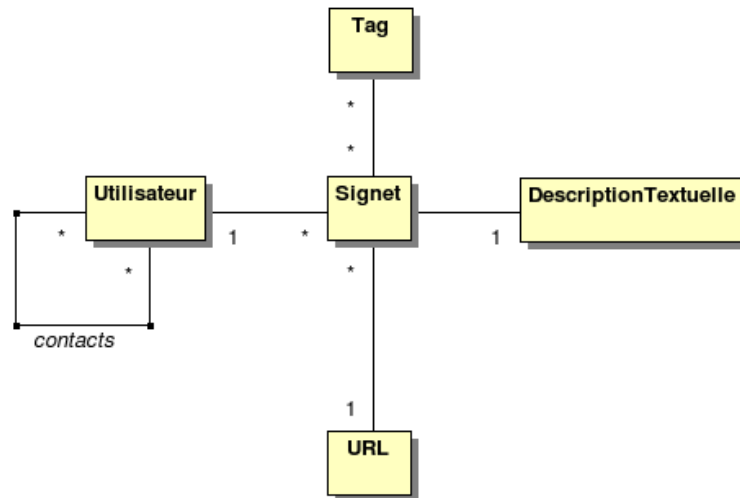 Tag
*
*
Utilisateur
Signet
DescriptionTextuelle
*
1
*
1
*
*
contacts
1
URL